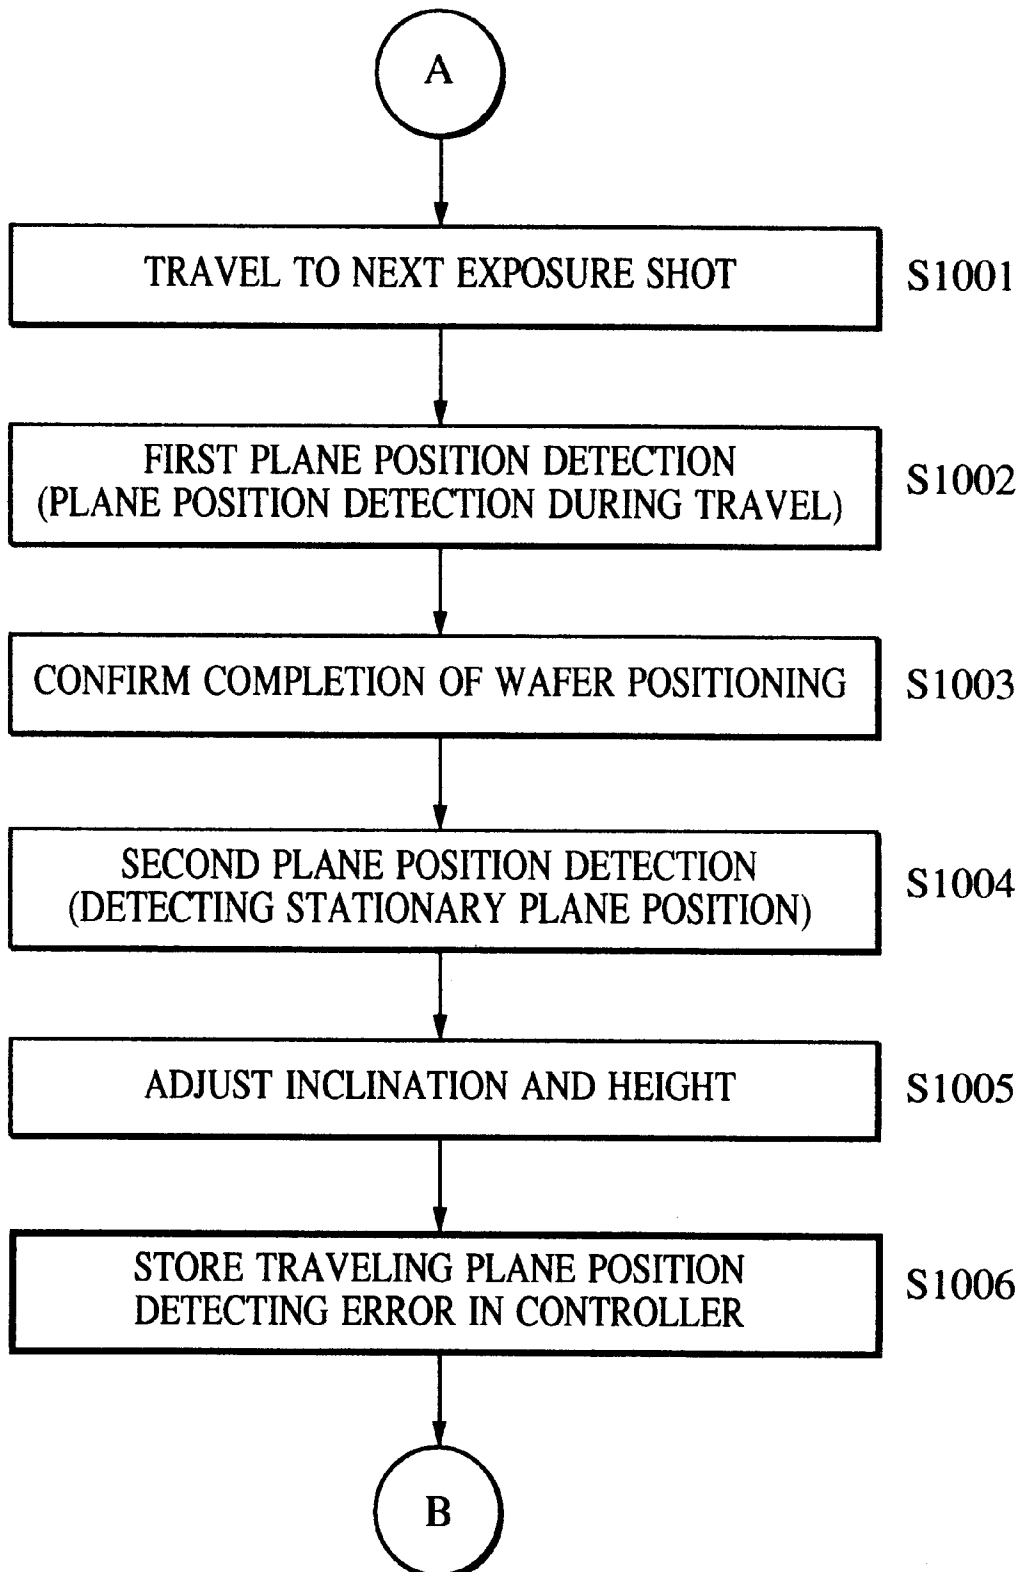 A
TRAVEL TO NEXT EXPOSURE SHOT
S1001
FIRST PLANE POSITION DETECTION
(PLANE POSITION DETECTION DURING TRAVEL)
S1002
CONFIRM COMPLETION OF WAFER POSITIONING
S1003
SECOND PLANE POSITION DETECTION
(DETECTING STATIONARY PLANE POSITION)
S1004
ADJUST INCLINATION AND HEIGHT
S1005
STORE TRAVELING PLANE POSITION
DETECTING ERROR IN CONTROLLER
S1006
B